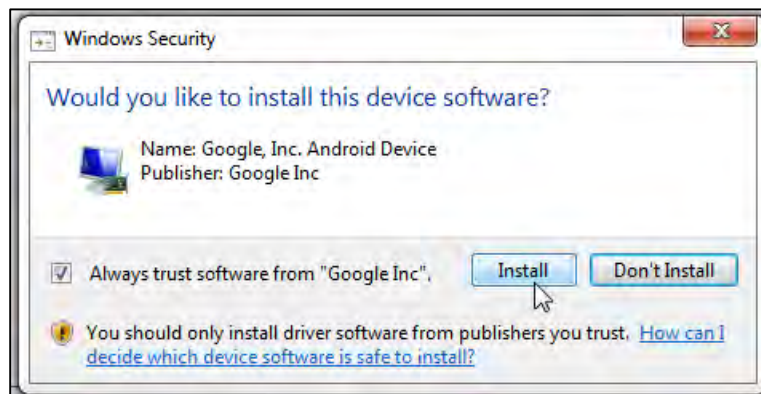 Windows Security
Would you like to install this device software?
Name: Google, Inc. Android Device
Publisher: Google Inc
Always trust software from "Google Inc".
Install
Don't Install
You should only install driver software from publishers you trust. How can I
decide which device software is safe to install?